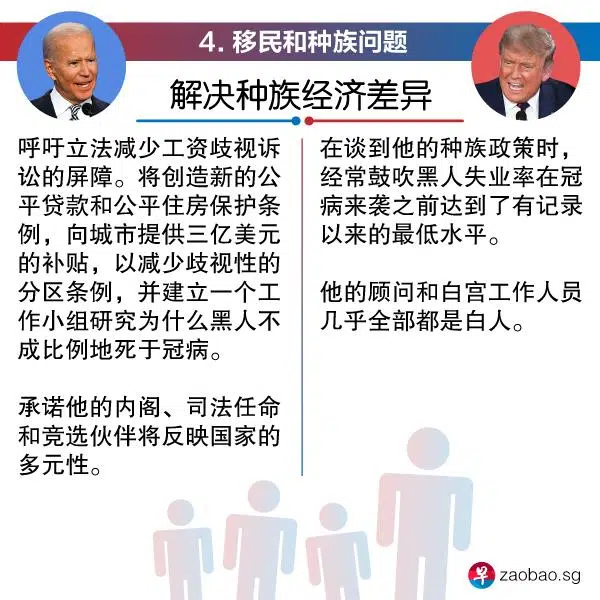 4. 移民和种族问题
解决种族经济差异
呼吁立法减少工资歧视诉
讼的屏障。将创造新的公
平贷款和公平住房保护条
例，向城市提供三亿美元
的补贴，以减少歧视性的
分区条例，并建立一个工
作小组研究为什么黑人不
成比例地死于冠病。
承诺他的内阁、司法任命
和竞选伙伴将反映国家的
多元性。
在谈到他的种族政策时，
经常鼓吹黑人失业率在冠
病来袭之前达到了有记录
以来的最低水平。
他的顾问和白宫工作人员
几乎全部都是白人。
早 zaobao.sg